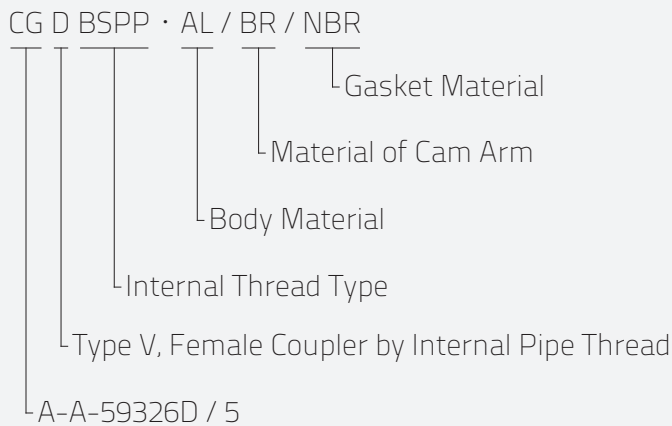 CG D BSPP · AL / BR / NBR
Gasket Material
Material of Cam Arm
Body Material
Internal Thread Type
Type V, Female Coupler by Internal Pipe Thread
A-A-59326D / 5